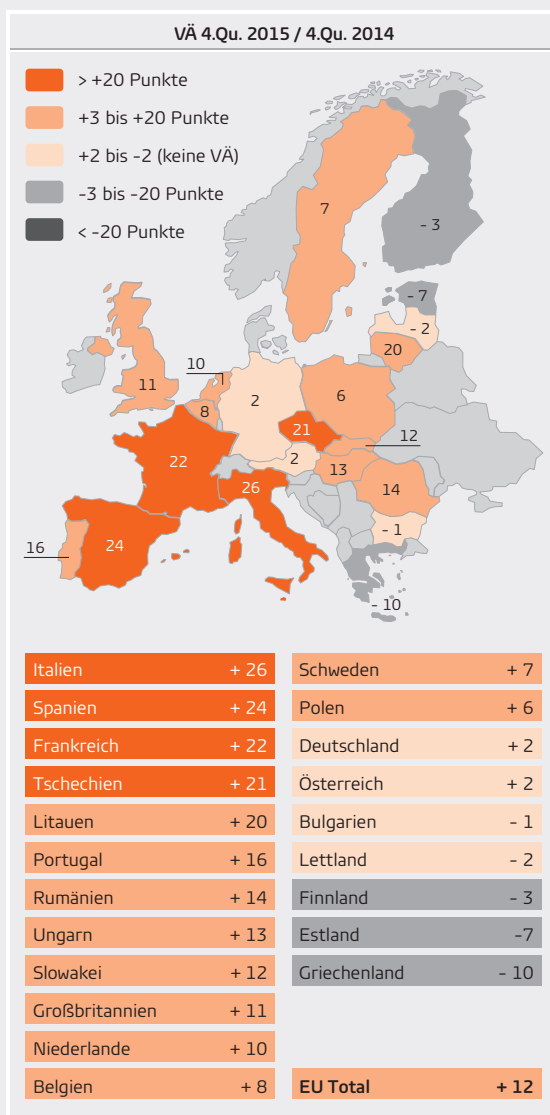 VÄ 4.Qu. 2015 / 4.Qu. 2014
> +20 Punkte
+3 bis +20 Punkte
+2 bis -2 (keine VÄ)
-3 bis -20 Punkte
< -20 Punkte
7
- 3
- 7
- 2
20
10
11
8
2
6
21
12
22
2
13
26
14
16
24
- 1
- 10
Italien + 26
Spanien + 24
Frankreich + 22
Tschechien + 21
Litauen + 20
Portugal + 16
Rumänien + 14
Ungarn + 13
Slowakei + 12
Großbritannien + 11
Niederlande + 10
Belgien + 8
Schweden + 7
Polen + 6
Deutschland + 2
Österreich + 2
Bulgarien - 1
Lettland - 2
Finnland - 3
Estland -7
Griechenland - 10
EU Total + 12